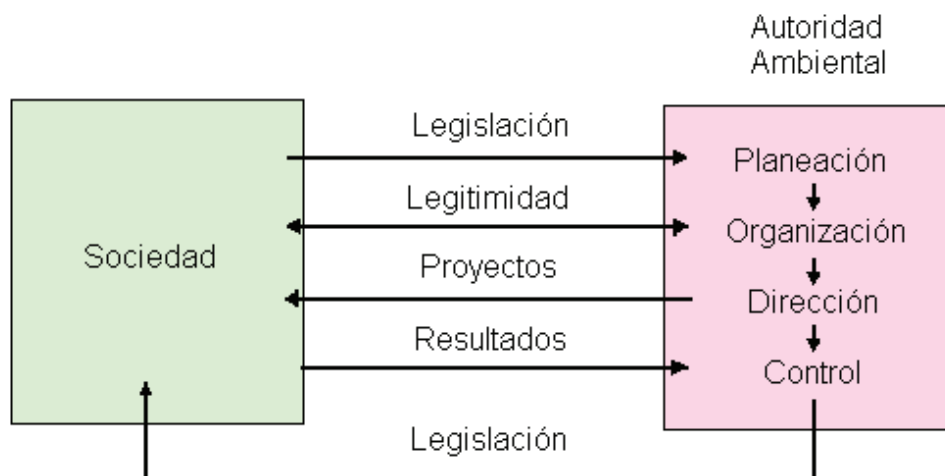 Autoridad
Ambiental
Legislación
Planeación
Legitimidad
Organización
Sociedad
Proyectos
Dirección
Resultados
Control
Legislación